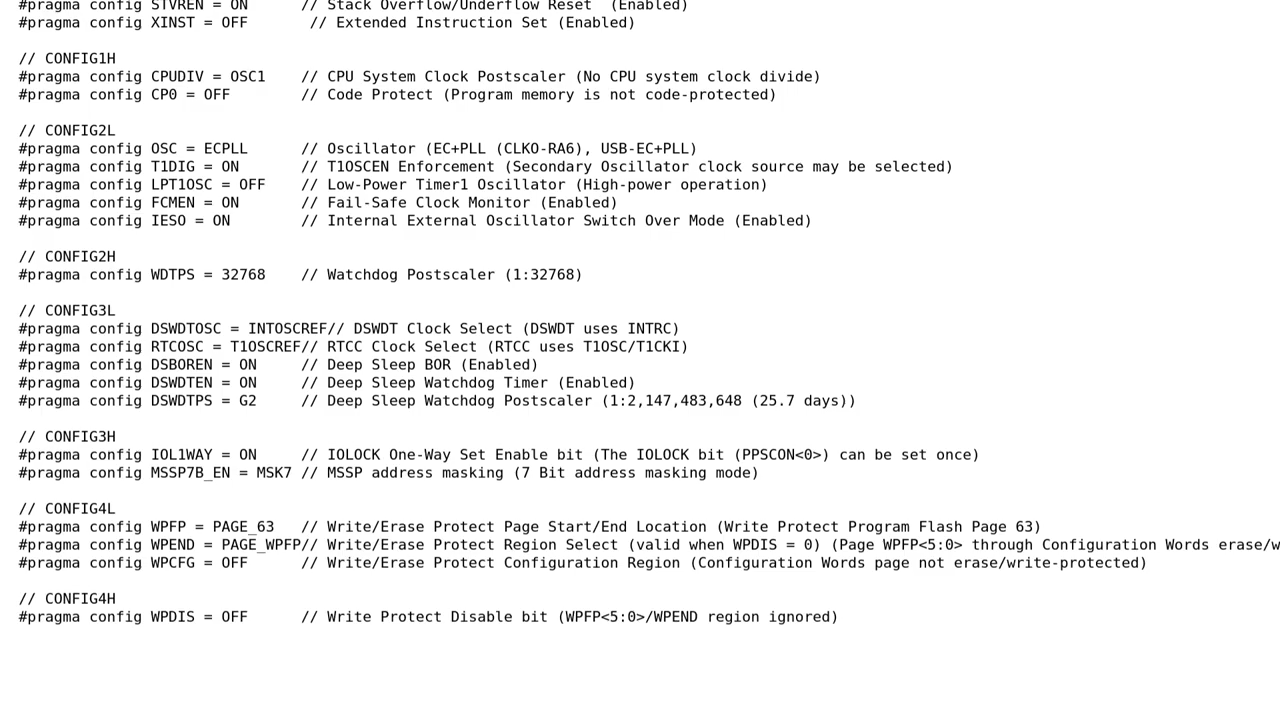 #pragma config STVREN = ON      // Stack Overflow/Underflow Reset  (Enabled)
#pragma config XINST = OFF       // Extended Instruction Set (Enabled)

// CONFIG1H
#pragma config CPUDIV = OSC1    // CPU System Clock Postscaler (No CPU system clock divide)
#pragma config CP0 = OFF        // Code Protect (Program memory is not code-protected)

// CONFIG2L
#pragma config OSC = ECPLL      // Oscillator (EC+PLL (CLKO-RA6), USB-EC+PLL)
#pragma config T1DIG = ON       // T1OSCEN Enforcement (Secondary Oscillator clock source may be selected)
#pragma config LPT1OSC = OFF    // Low-Power Timer1 Oscillator (High-power operation)
#pragma config FCMEN = ON       // Fail-Safe Clock Monitor (Enabled)
#pragma config IESO = ON        // Internal External Oscillator Switch Over Mode (Enabled)

// CONFIG2H
#pragma config WDTPS = 32768    // Watchdog Postscaler (1:32768)

// CONFIG3L
#pragma config DSWDTOSC = INTOSCREF// DSWDT Clock Select (DSWDT uses INTRC)
#pragma config RTCOSC = T1OSCREF// RTCC Clock Select (RTCC uses T1OSC/T1CKI)
#pragma config DSBOREN = ON     // Deep Sleep BOR (Enabled)
#pragma config DSWDTEN = ON     // Deep Sleep Watchdog Timer (Enabled)
#pragma config DSWDTPS = G2     // Deep Sleep Watchdog Postscaler (1:2,147,483,648 (25.7 days))

// CONFIG3H
#pragma config IOL1WAY = ON     // IOLOCK One-Way Set Enable bit (The IOLOCK bit (PPSCON<0>) can be set once)
#pragma config MSSP7B_EN = MSK7 // MSSP address masking (7 Bit address masking mode)

// CONFIG4L
#pragma config WPFP = PAGE_63   // Write/Erase Protect Page Start/End Location (Write Protect Program Flash Page 63)
#pragma config WPEND = PAGE_WPFP// Write/Erase Protect Region Select (valid when WPDIS = 0) (Page WPFP<5:0> through Configuration Words erase/w
#pragma config WPCFG = OFF      // Write/Erase Protect Configuration Region (Configuration Words page not erase/write-protected)

// CONFIG4H
#pragma config WPDIS = OFF      // Write Protect Disable bit (WPFP<5:0>/WPEND region ignored)